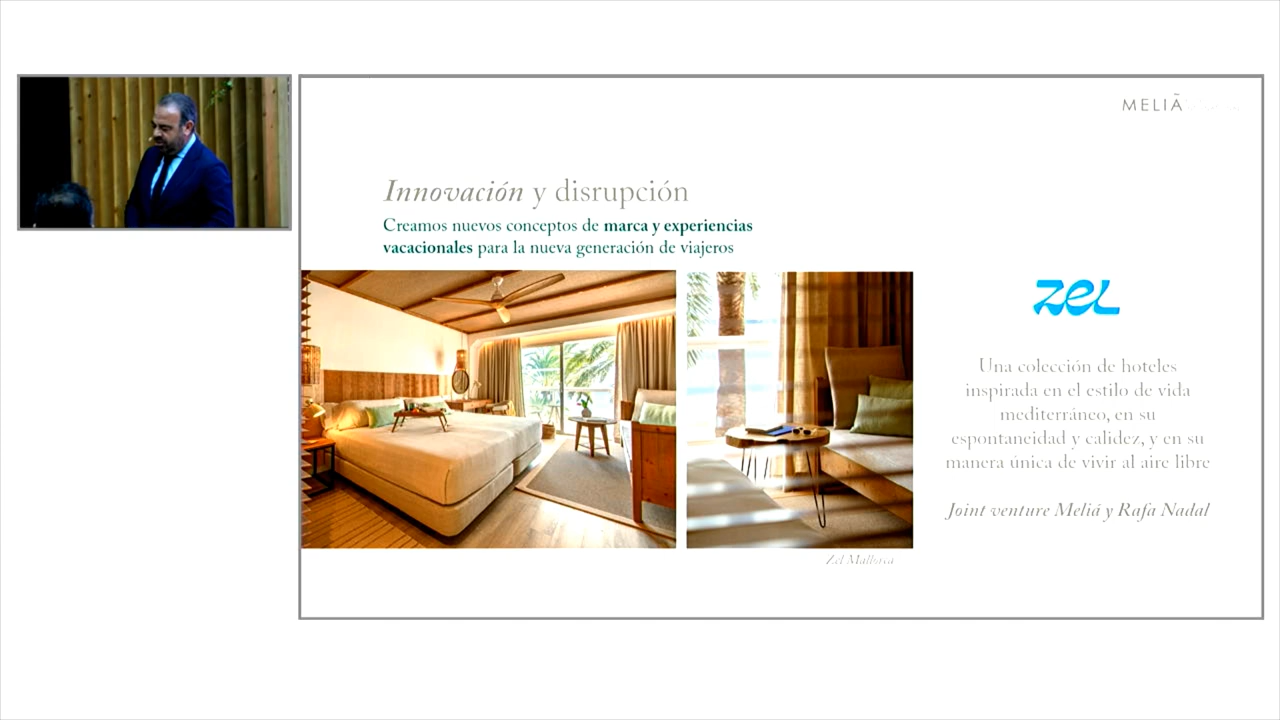 MELIÃ
Innovación y disrupción
Creamos nuevos conceptos de marca y experiencias
vacacionales para la nueva generación de viajeros
zel
Una colección de hoteles
inspirada en el estilo de vida
mediterráneo, en su
espontaneidad y calidez, y en su
manera única de vivir al aire libre
Joint venture Meliá y Rafa Nadal
Zel Mallorca